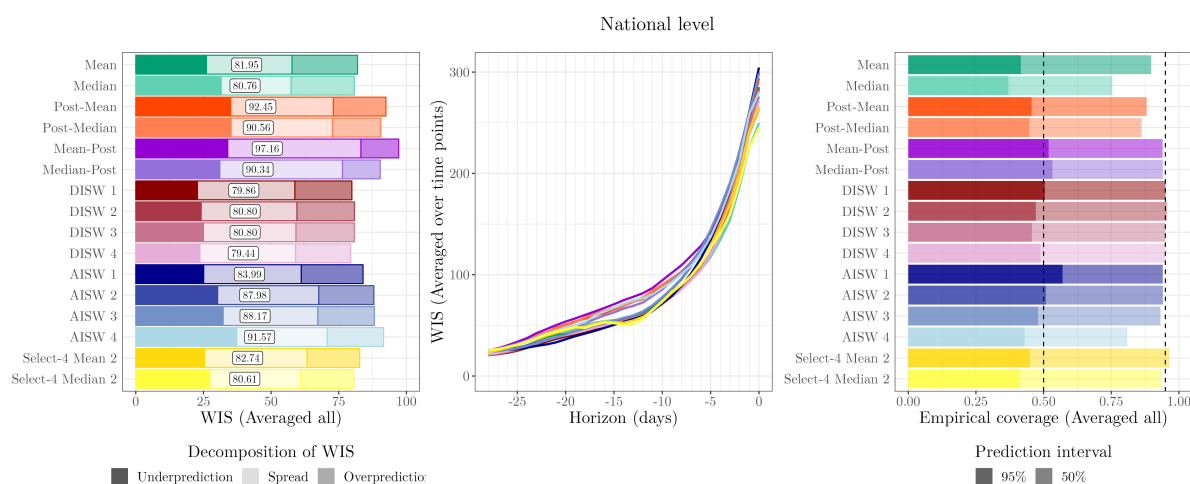 National level
Mean
Median
Post-Mean
Post-Median
Mean-Post
Median-Post
DISW 1
DISW 2
DISW 3
DISW 4
AISW 1
AISW 2
AISW 3
AISW 4
Select-4 Mean 2
Select-4 Median 2
81.95
80.76
92.45
90.56
97.16
90.34
79.86
80.80
80.80
79.44
83.99
87.98
88.17
91.57
82.74
80.61
0 25 50 75 100
WIS (Averaged all)
Decomposition of WIS
Underprediction Spread Overpredictio
WIS (Averaged over time points)
300
200
100
0
-25 -20 -15 -10 -5 0
Horizon (days)
Mean
Median
Post-Mean
Post-Median
Mean-Post
Median-Post
DISW 1
DISW 2
DISW 3
DISW 4
AISW 1
AISW 2
AISW 3
AISW 4
Select-4 Mean 2
Select-4 Median 2
0.00 0.25 0.50 0.75 1.00
Empirical coverage (Averaged all)
Prediction interval
95% 50%